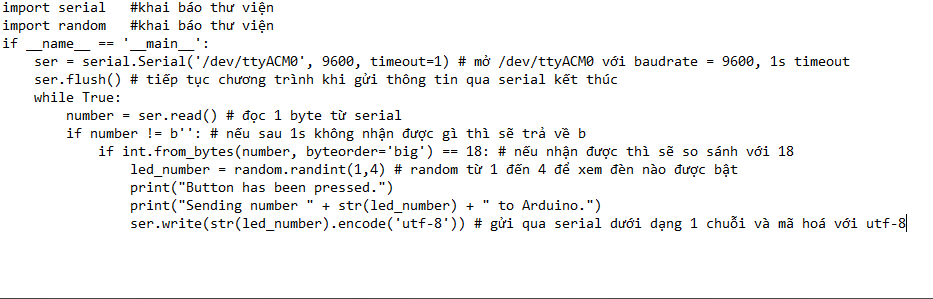 import serial   #khai báo thư viện
import random   #khai báo thư viện
if __name__ == '__main__':
    ser = serial.Serial('/dev/ttyACM0', 9600, timeout=1) # mở /dev/ttyACM0 với baudrate = 9600, 1s timeout
    ser.flush() # tiếp tục chương trình khi gửi thông tin qua serial kết thúc
    while True:
        number = ser.read() # đọc 1 byte từ serial
        if number != b'': # nếu sau 1s không nhận được gì thì sẽ trả về b
            if int.from_bytes(number, byteorder='big') == 18: # nếu nhận được thì sẽ so sánh với 18
                led_number = random.randint(1,4) # random từ 1 đến 4 để xem đèn nào được bật
                print("Button has been pressed.")
                print("Sending number " + str(led_number) + " to Arduino.")
                ser.write(str(led_number).encode('utf-8')) # gửi qua serial dưới dạng 1 chuỗi và mã hoá với utf-8